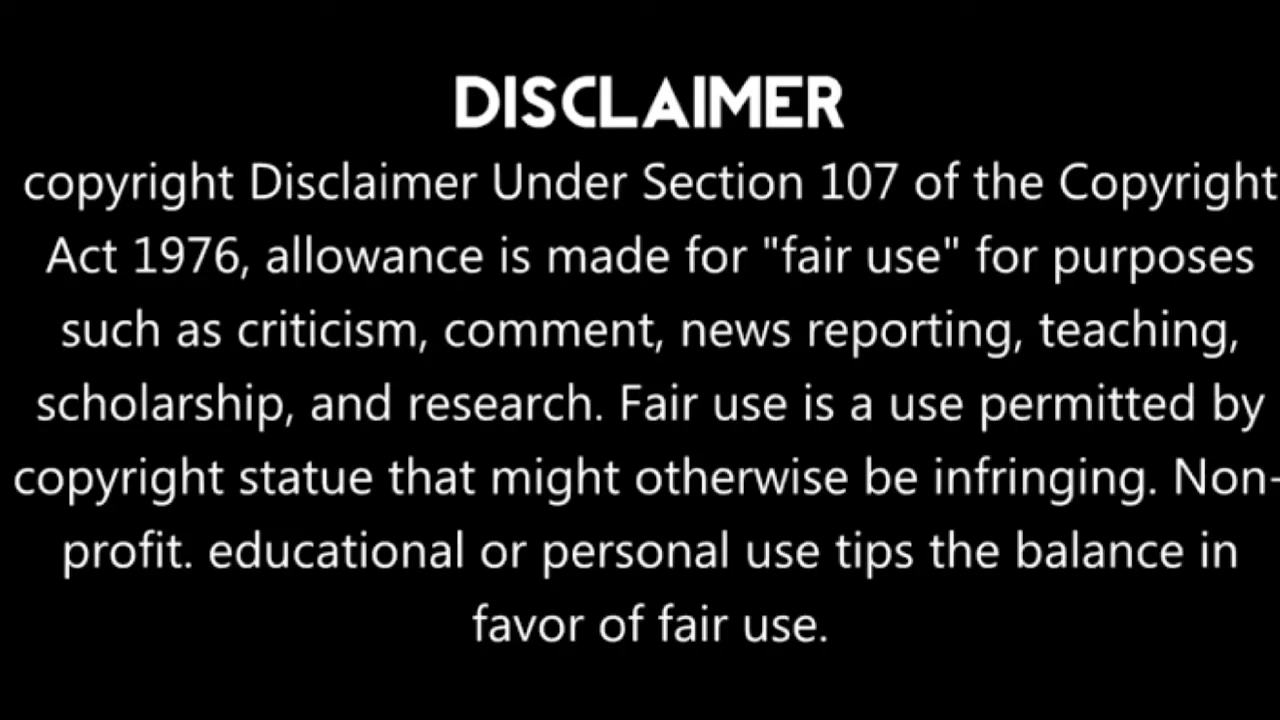 DISCLAIMER
copyright Disclaimer Under Section 107 of the Copyright
Act 1976, allowance is made for "fair use" for purposes
such as criticism, comment, news reporting, teaching,
scholarship, and research. Fair use is a use permitted by
copyright statue that might otherwise be infringing. Non-
profit. educational or personal use tips the balance in
favor of fair use.